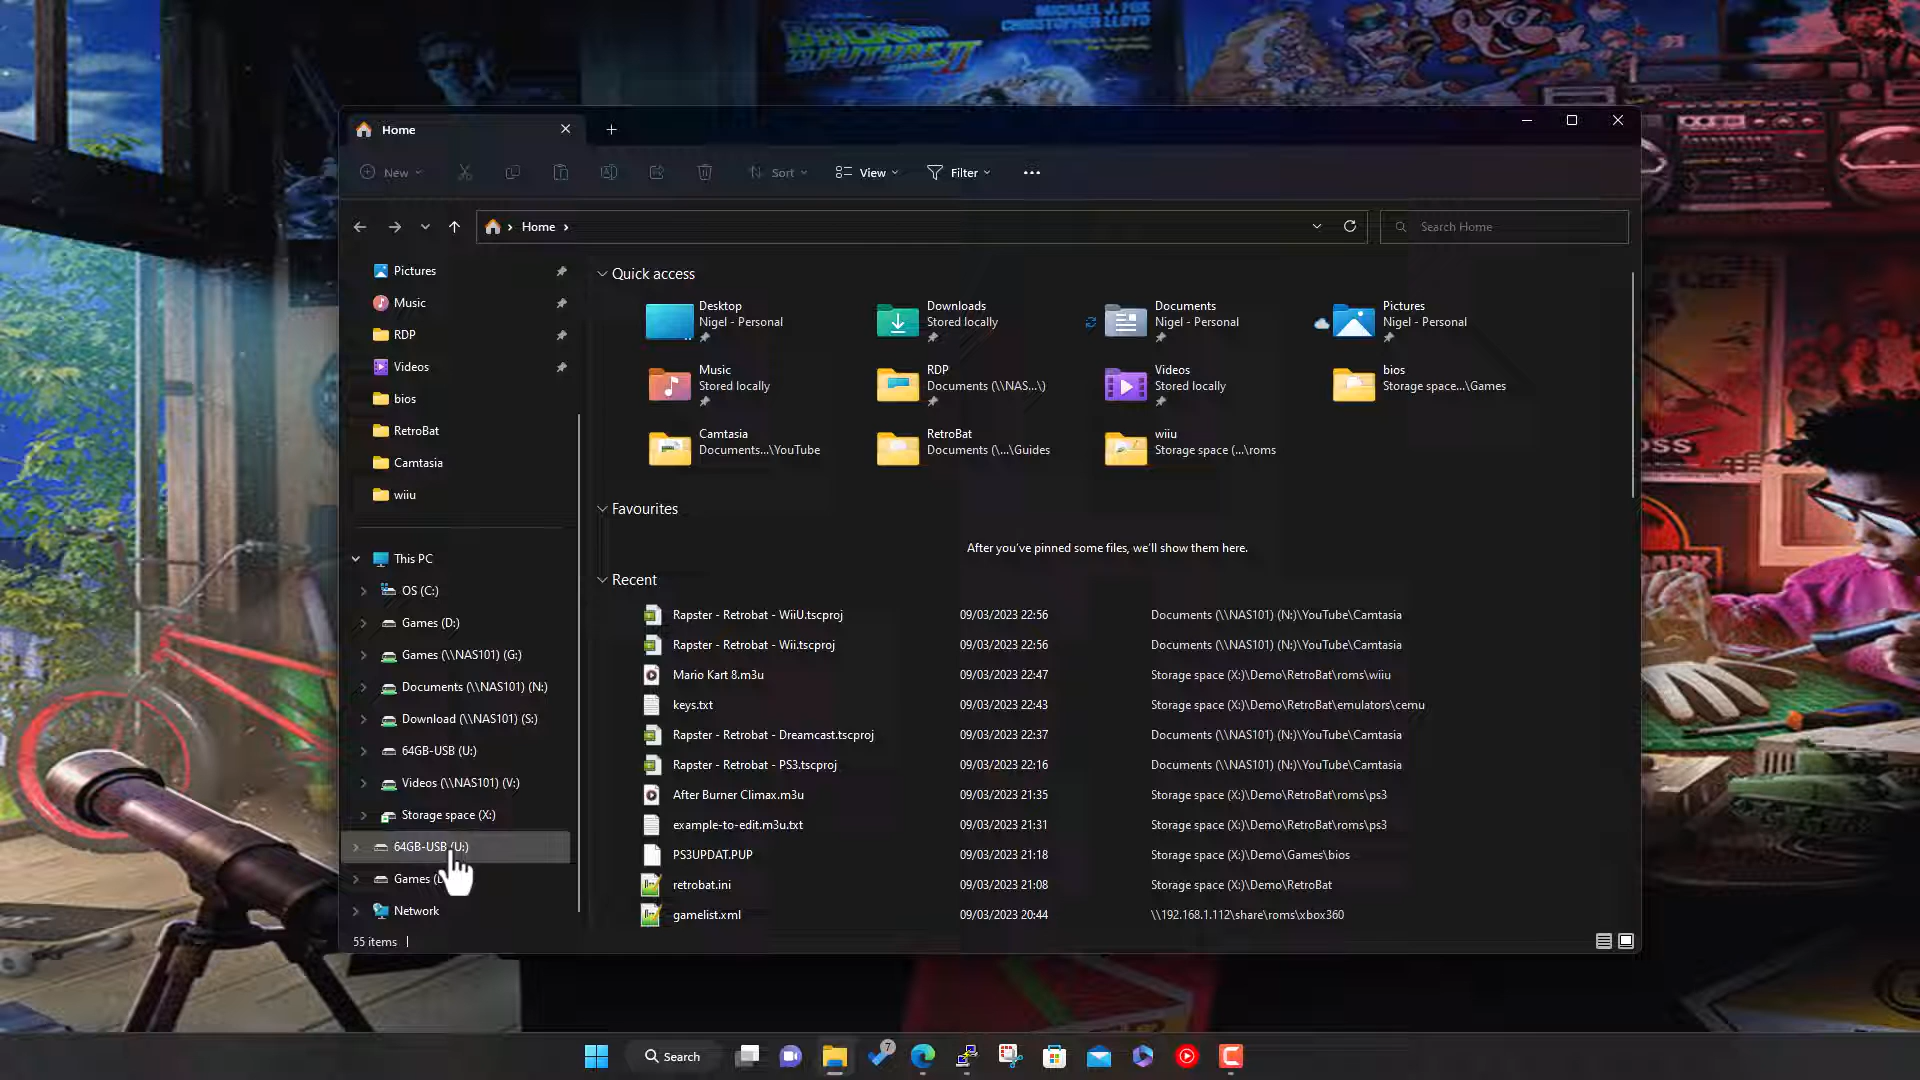 MICHAEL J. FOX
CHRISTOPHER LLOYD
BACK
FUTURE II
Home
New
Sort
View
Filter
Home
Search Home
Pictures
Music
RDP
Videos
bios
RetroBat
Camtasia
wiiu
This PC
OS (C:)
Games (D:)
Games (\\NAS101) (G:)
Documents (\\NAS101) (N:)
Download (\\NAS101) (S:)
64GB-USB (U:)
Videos (\\NAS101) (V:)
Storage space (X:)
64GB-USB (U:)
Games
Network
55 items
Quick access
Desktop
Nigel - Personal
Downloads
Stored locally
Documents
Nigel - Personal
Pictures
Nigel - Personal
Music
Stored locally
RDP
Documents (\\NAS...\)
Videos
Stored locally
bios
Storage space...\Games
Camtasia
Documents...\YouTube
RetroBat
Documents (\...\Guides
wiiu
Storage space (...\roms
Favourites
After you've pinned some files, we'll show them here.
Recent
Rapster - Retrobat - WiiU.tscproj 09/03/2023 22:56 Documents (\\NAS101) (N:)\YouTube\Camtasia
Rapster - Retrobat - Wii.tscproj 09/03/2023 22:56 Documents (\\NAS101) (N:)\YouTube\Camtasia
Mario Kart 8.m3u 09/03/2023 22:47 Storage space (X:)\Demo\RetroBat\roms\wiiu
keys.txt 09/03/2023 22:43 Storage space (X:)\Demo\RetroBat\emulators\cemu
Rapster - Retrobat - Dreamcast.tscproj 09/03/2023 22:37 Documents (\\NAS101) (N:)\YouTube\Camtasia
Rapster - Retrobat - PS3.tscproj 09/03/2023 22:16 Documents (\\NAS101) (N:)\YouTube\Camtasia
After Burner Climax.m3u 09/03/2023 21:35 Storage space (X:)\Demo\RetroBat\roms\ps3
example-to-edit.m3u.txt 09/03/2023 21:31 Storage space (X:)\Demo\RetroBat\roms\ps3
PS3UPDAT.PUP 09/03/2023 21:18 Storage space (X:)\Demo\Games\bios
retrobat.ini 09/03/2023 21:08 Storage space (X:)\Demo\RetroBat
gamelist.xml 09/03/2023 20:44 \\192.168.1.112\share\roms\xbox360
Search
7